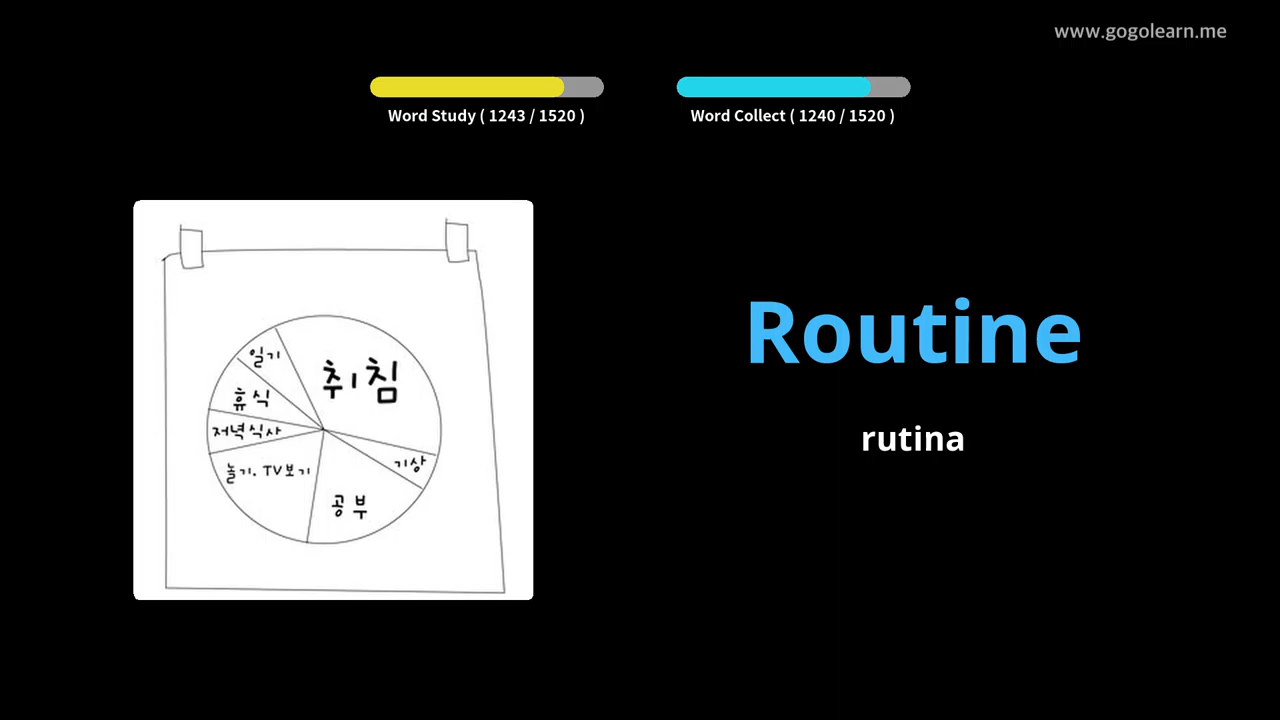 www.gogolearn.me
Word Study ( 1243 / 1520 )
Word Collect ( 1240 / 1520 )
일기
취침
휴식
저녁식사
놀기. TV보기
기상
공부
Routine
rutina